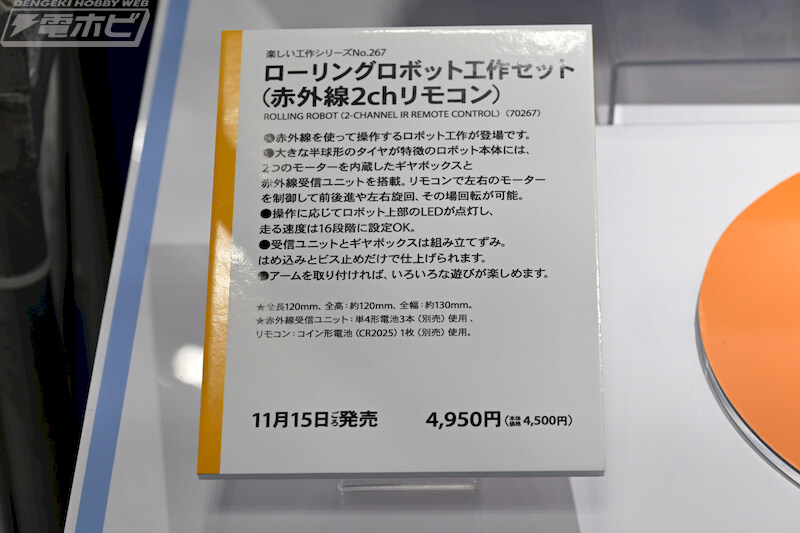 DENGEKI HOBBY WEB
電ホビ
楽しい工作シリーズNo.267
ローリングロボット工作セット
(赤外線2chリモコン)
ROLLING ROBOT (2-CHANNEL IR REMOTE CONTROL) (70267)
●赤外線を使って操作するロボット工作が登場です。
●大きな半球形のタイヤが特徴のロボット本体には、
2つのモーターを内蔵したギヤボックスと
赤外線受信ユニットを搭載。リモコンで左右のモーター
を制御して前後進や左右旋回、その場回転が可能。
●操作に応じてロボット上部のLEDが点灯し、
走る速度は16段階に設定OK。
●受信ユニットとギヤボックスは組み立てずみ。
はめ込みとビス止めだけで仕上げられます。
●アームを取り付ければ、いろいろな遊びが楽しめます。
★全長120mm、全高:約120mm、全幅:約130mm。
★赤外線受信ユニット:単4形電池3本(別売)使用、
リモコン:コイン形電池(CR2025)1枚(別売)使用。
11月15日ごろ発売 4,950円(本体価格4,500円)